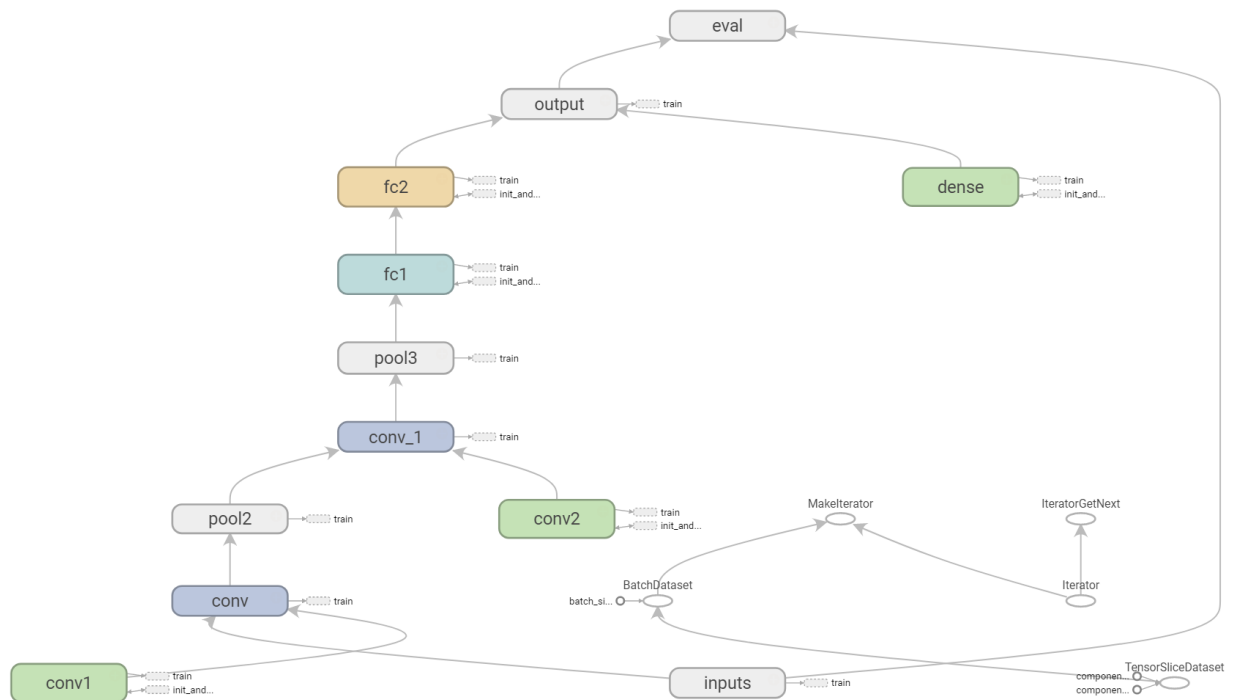 eval
output
train
fc2
train
init_and...
dense
train
init_and...
fc1
train
init_and...
pool3
train
conv_1
train
pool2
train
conv2
train
init_and...
MakeIterator
IteratorGetNext
conv
train
batch_si...
BatchDataset
Iterator
conv1
train
init_and...
inputs
train
TensorSliceDataset
componen...
componen...